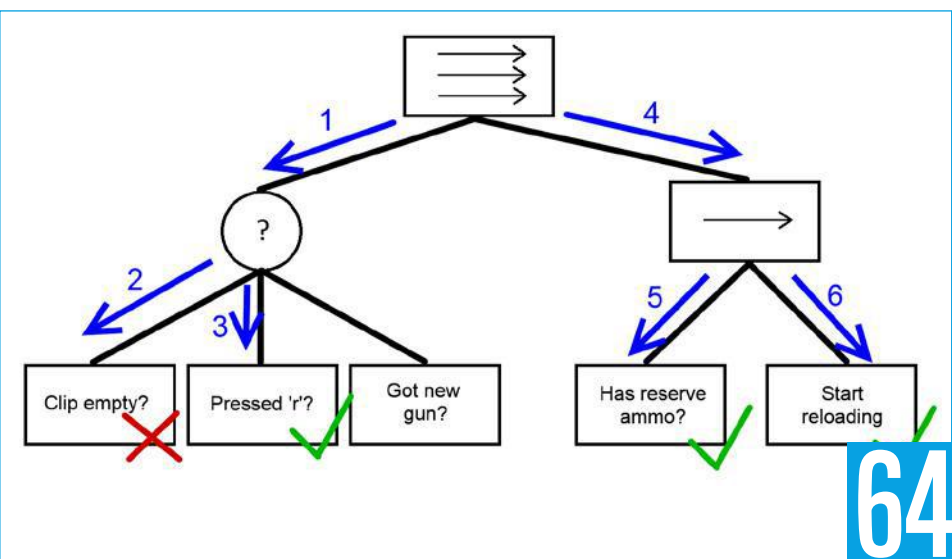 1
4
?
2
3
5
6
Clip empty?
Pressed 'r'?
Got new
gun?
Has reserve
ammo?
Start
reloading
64